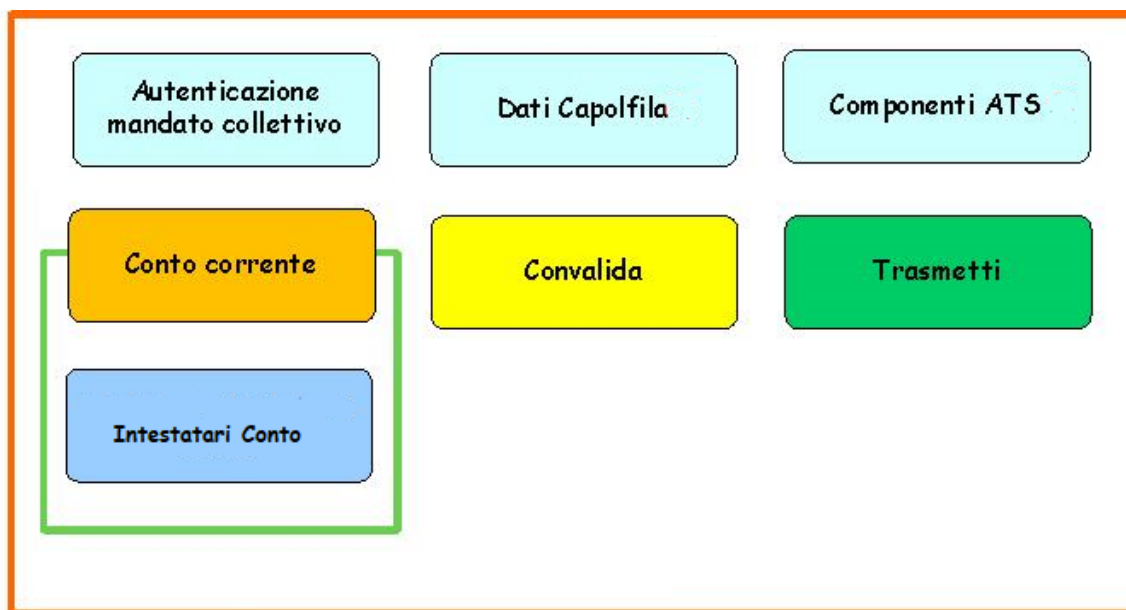 Autenticazione
mandato collettivo
Dati Capolfila
Componenti ATS
Conto corrente
Convalida
Trasmetti
Intestatari Conto